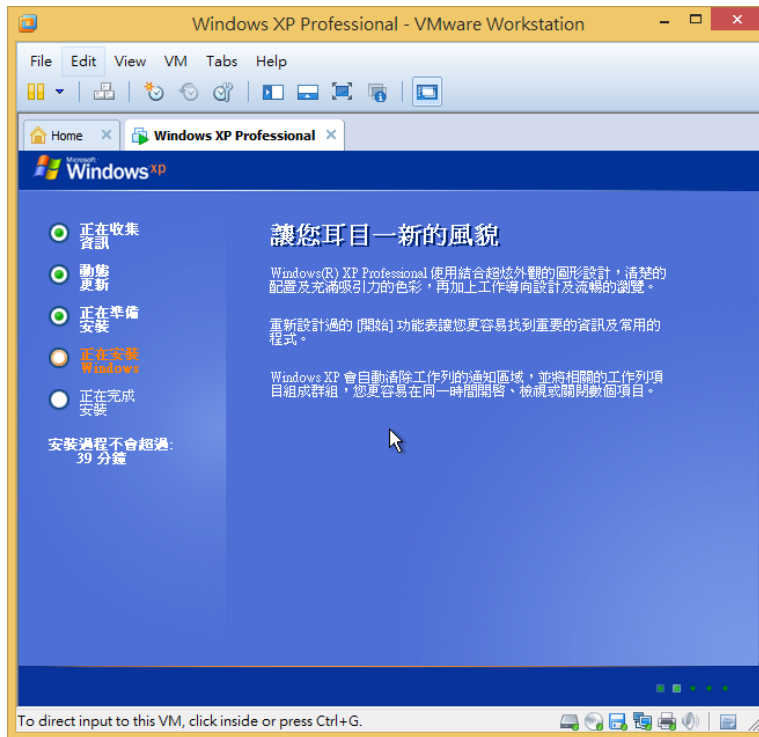 Windows XP Professional - VMware Workstation
File Edit View VM Tabs Help
Home
Windows XP Professional
Microsoft
Windows xp
正在收集
資訊
動態
更新
正在準備
安裝
正在安裝
Windows
正在完成
安裝
安裝過程不會超過:
39 分鐘
讓您耳目一新的風貌
Windows(R) XP Professional 使用結合超炫外觀的圖形設計，清楚的
配置及充滿吸引力的色彩，再加上工作導向設計及流暢的瀏覽。
重新設計過的 [開始] 功能表讓您更容易找到重要的資訊及常用的
程式。
Windows XP 會自動清除工作列的通知區域，並將相關的工作列項
目組成群組，您更容易在同一時間開啓、檢視或關閉數個項目。
To direct input to this VM, click inside or press Ctrl+G.